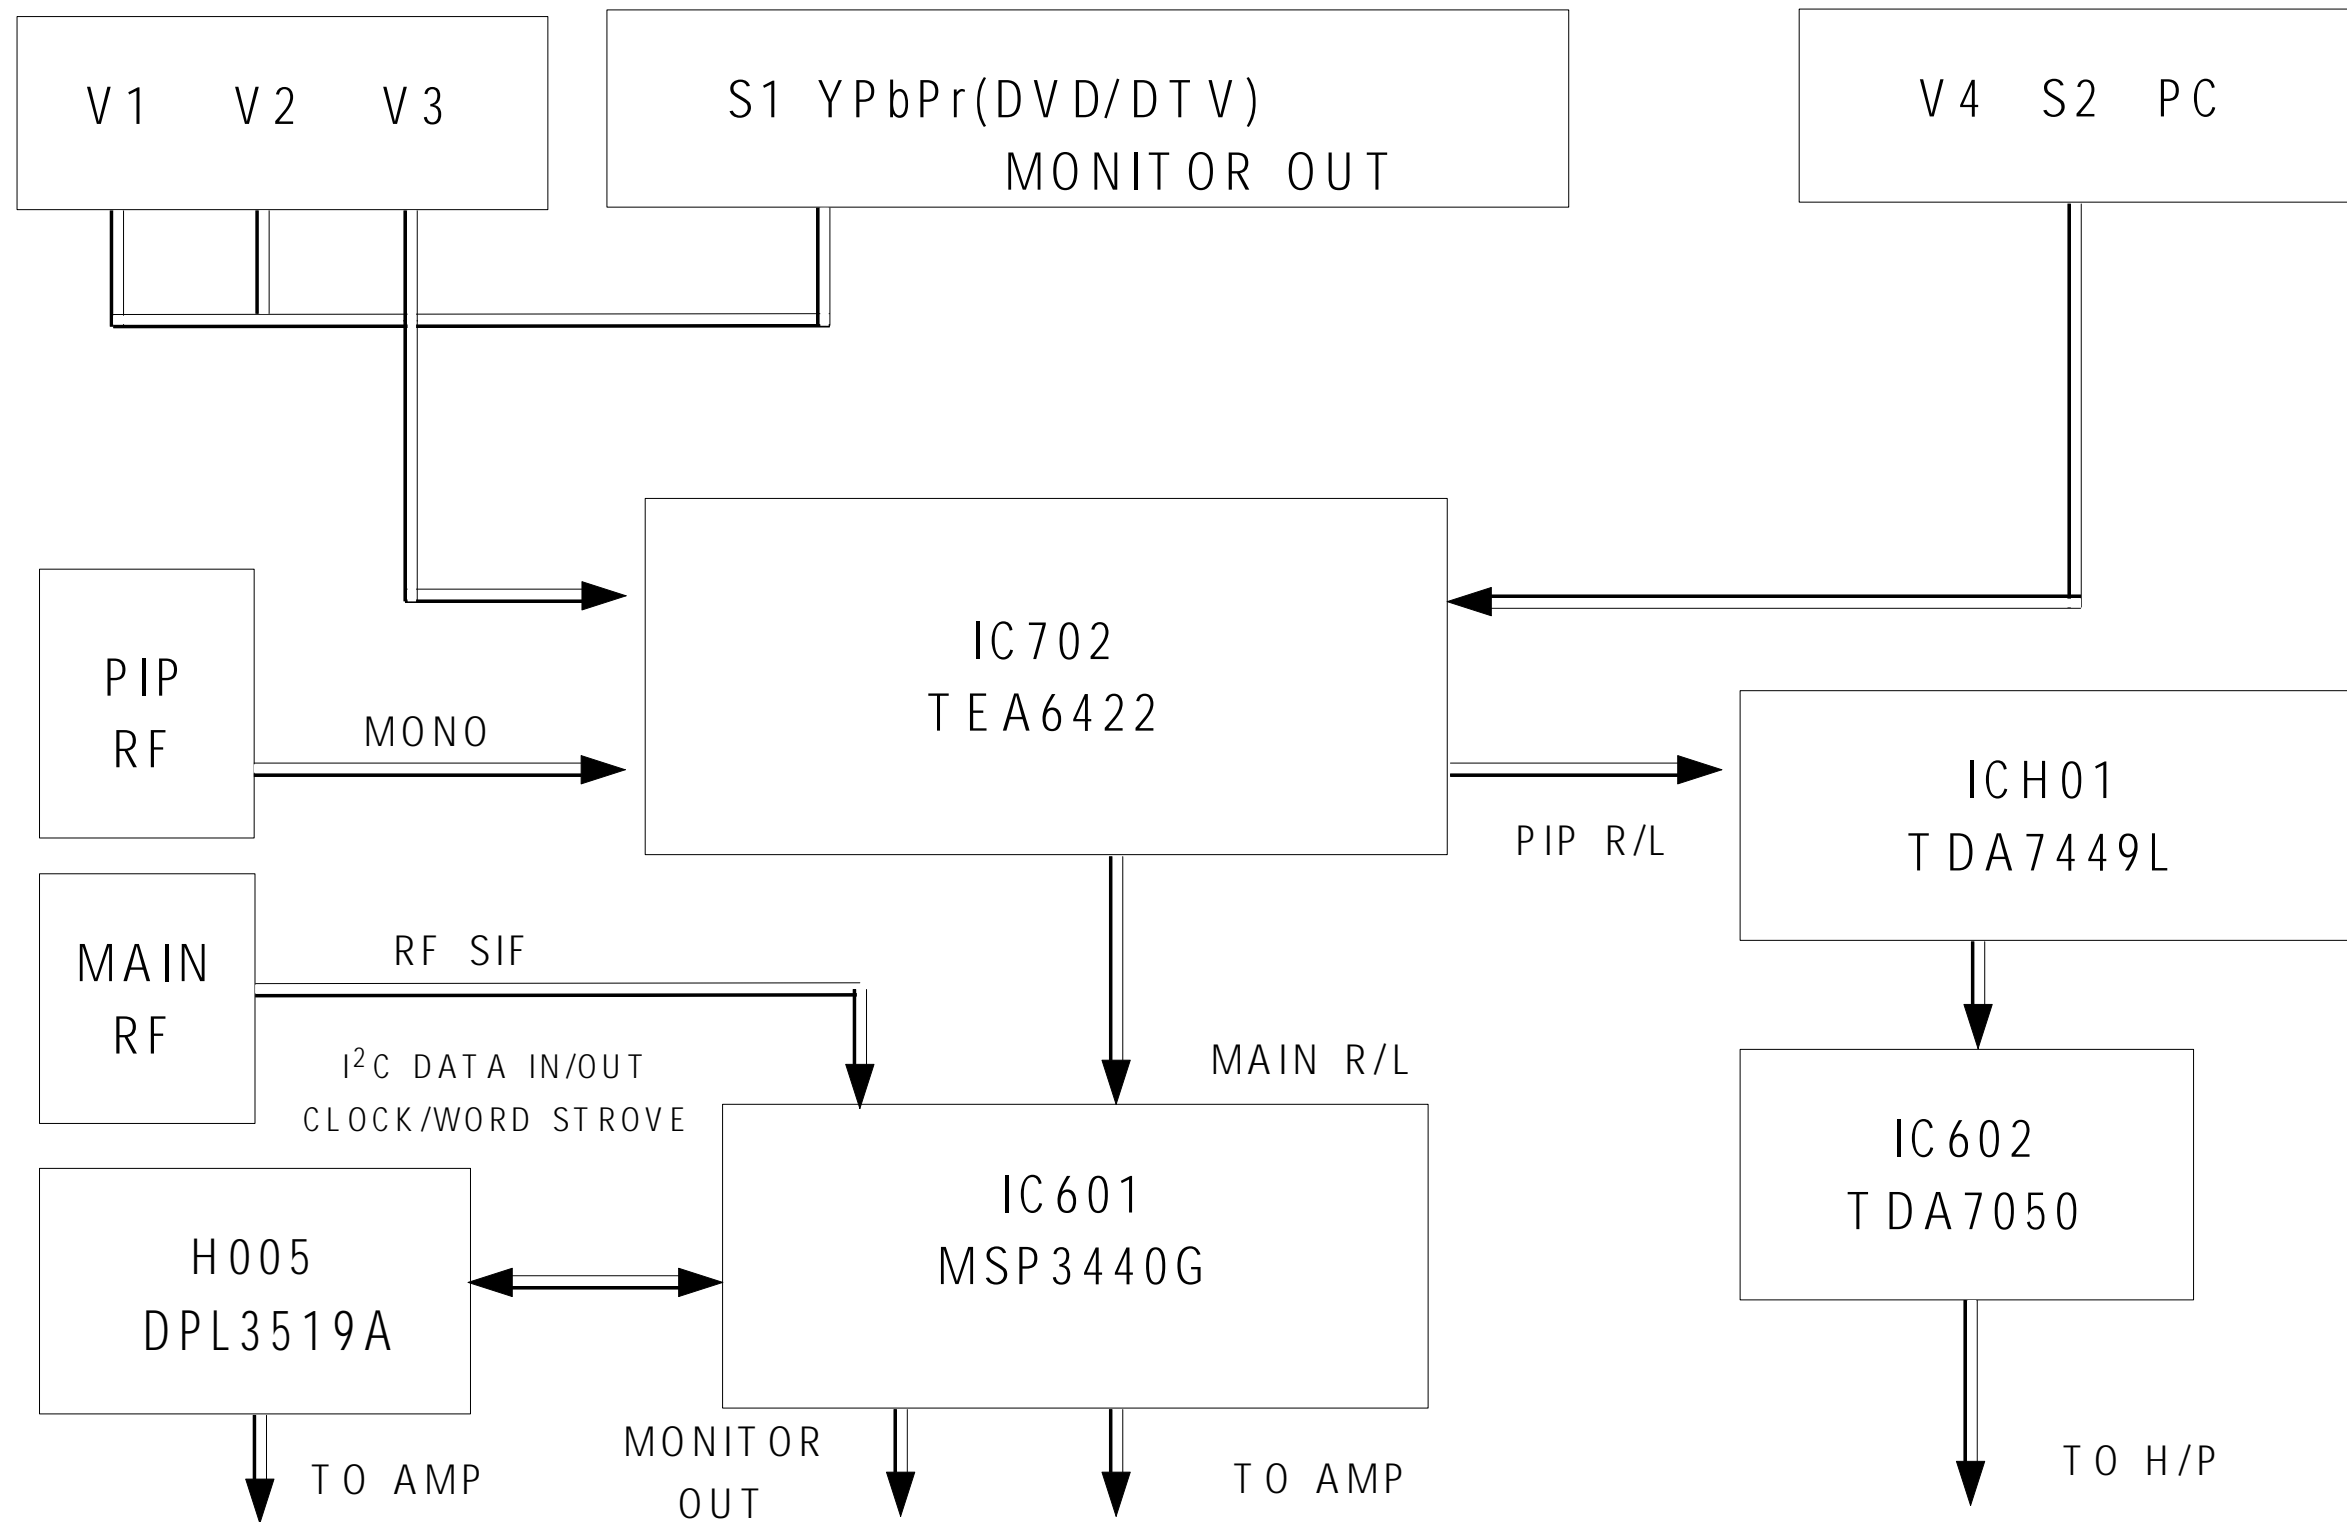 V1 V2 V3
S1 YPbPr(DVD/DTV)
MONITOR OUT
V4 S2 PC
IC702
TEA6422
PIP
RF
MONO
ICH01
TDA7449L
PIP R/L
MAIN
RF
RF SIF
I²C DATA IN/OUT
CLOCK/WORD STROVE
MAIN R/L
IC602
TDA7050
IC601
MSP3440G
H005
DPL3519A
MONITOR
OUT
TO AMP
TO AMP
TO H/P